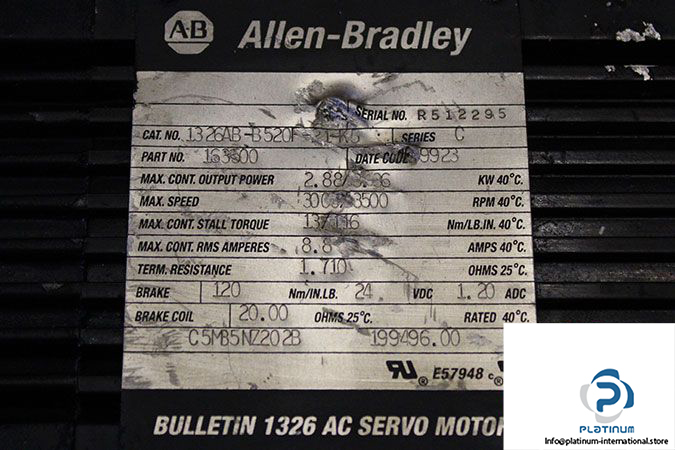 AB Allen-Bradley
SERIAL NO. R512295
CAT. NO. SERIES C
PART NO. DATE CODE 9923
MAX. CONT. OUTPUT POWER KW 40°C.
MAX. SPEED RPM 40°C.
MAX. CONT. STALL TORQUE Nm/LB.IN. 40°C.
MAX. CONT. RMS AMPERES 8.8 AMPS 40°C.
TERM. RESISTANCE 1.710 OHMS 25°C.
BRAKE 120 Nm/IN.LB. 24 VDC 1.20 ADC
BRAKE COIL 20.00 OHMS 25°C. RATED 40°C.
C5MB5NZ202B 199496.00
E57948
BULLETIN 1326 AC SERVO MOTOR
PLATINUM
info@platinum-international.store